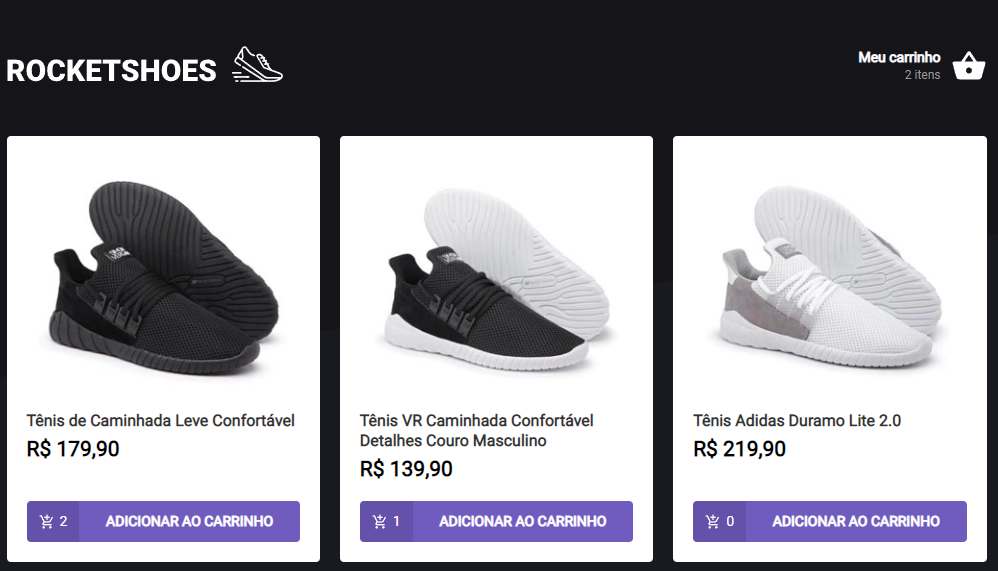 ROCKETSHOES
Meu carrinho
2 itens
Tênis de Caminhada Leve Confortável
R$ 179,90
2 ADICIONAR AO CARRINHO
Tênis VR Caminhada Confortável
Detalhes Couro Masculino
R$ 139,90
1 ADICIONAR AO CARRINHO
Tênis Adidas Duramo Lite 2.0
R$ 219,90
0 ADICIONAR AO CARRINHO